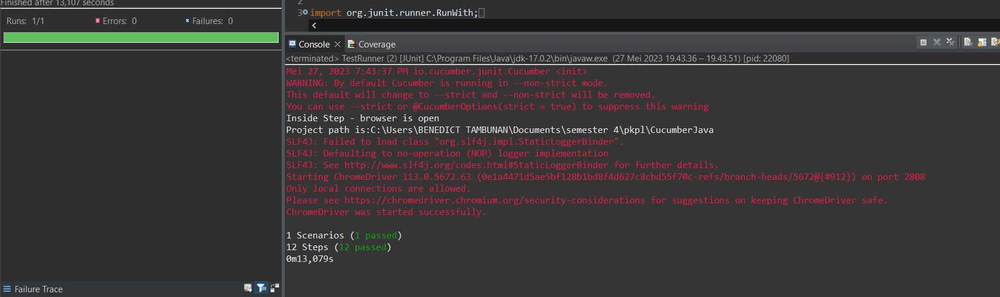 Finished after 13,107 seconds
Runs: 1/1 Errors: 0 Failures: 0
Failure Trace
2
3 import org.junit.runner.RunWith;
Console Coverage
<terminated> TestRunner (2) [JUnit] C:\Program Files\Java\jdk-17.0.2\bin\javaw.exe (27 Mei 2023 19.43.36 – 19.43.51) [pid: 22080]
Mei 27, 2023 7:43:37 PM io.cucumber.junit.Cucumber <init>
WARNING: By default Cucumber is running in --non-strict mode.
This default will change to --strict and --non-strict will be removed.
You can use --strict or @CucumberOptions(strict = true) to suppress this warning
Inside Step - browser is open
Project path is:C:\Users\BENEDICT TAMBUNAN\Documents\semester 4\pkpl\CucumberJava
SLF4J: Failed to load class "org.slf4j.impl.StaticLoggerBinder".
SLF4J: Defaulting to no-operation (NOP) logger implementation
SLF4J: See http://www.slf4j.org/codes.html#StaticLoggerBinder for further details.
Starting ChromeDriver 113.0.5672.63 (0e1a4471d5ae5bf128b1bd8f4d627c8cbd55f70c-refs/branch-heads/5672@{#912}) on port 2808
Only local connections are allowed.
Please see https://chromedriver.chromium.org/security-considerations for suggestions on keeping ChromeDriver safe.
ChromeDriver was started successfully.
1 Scenarios (1 passed)
12 Steps (12 passed)
0m13,079s